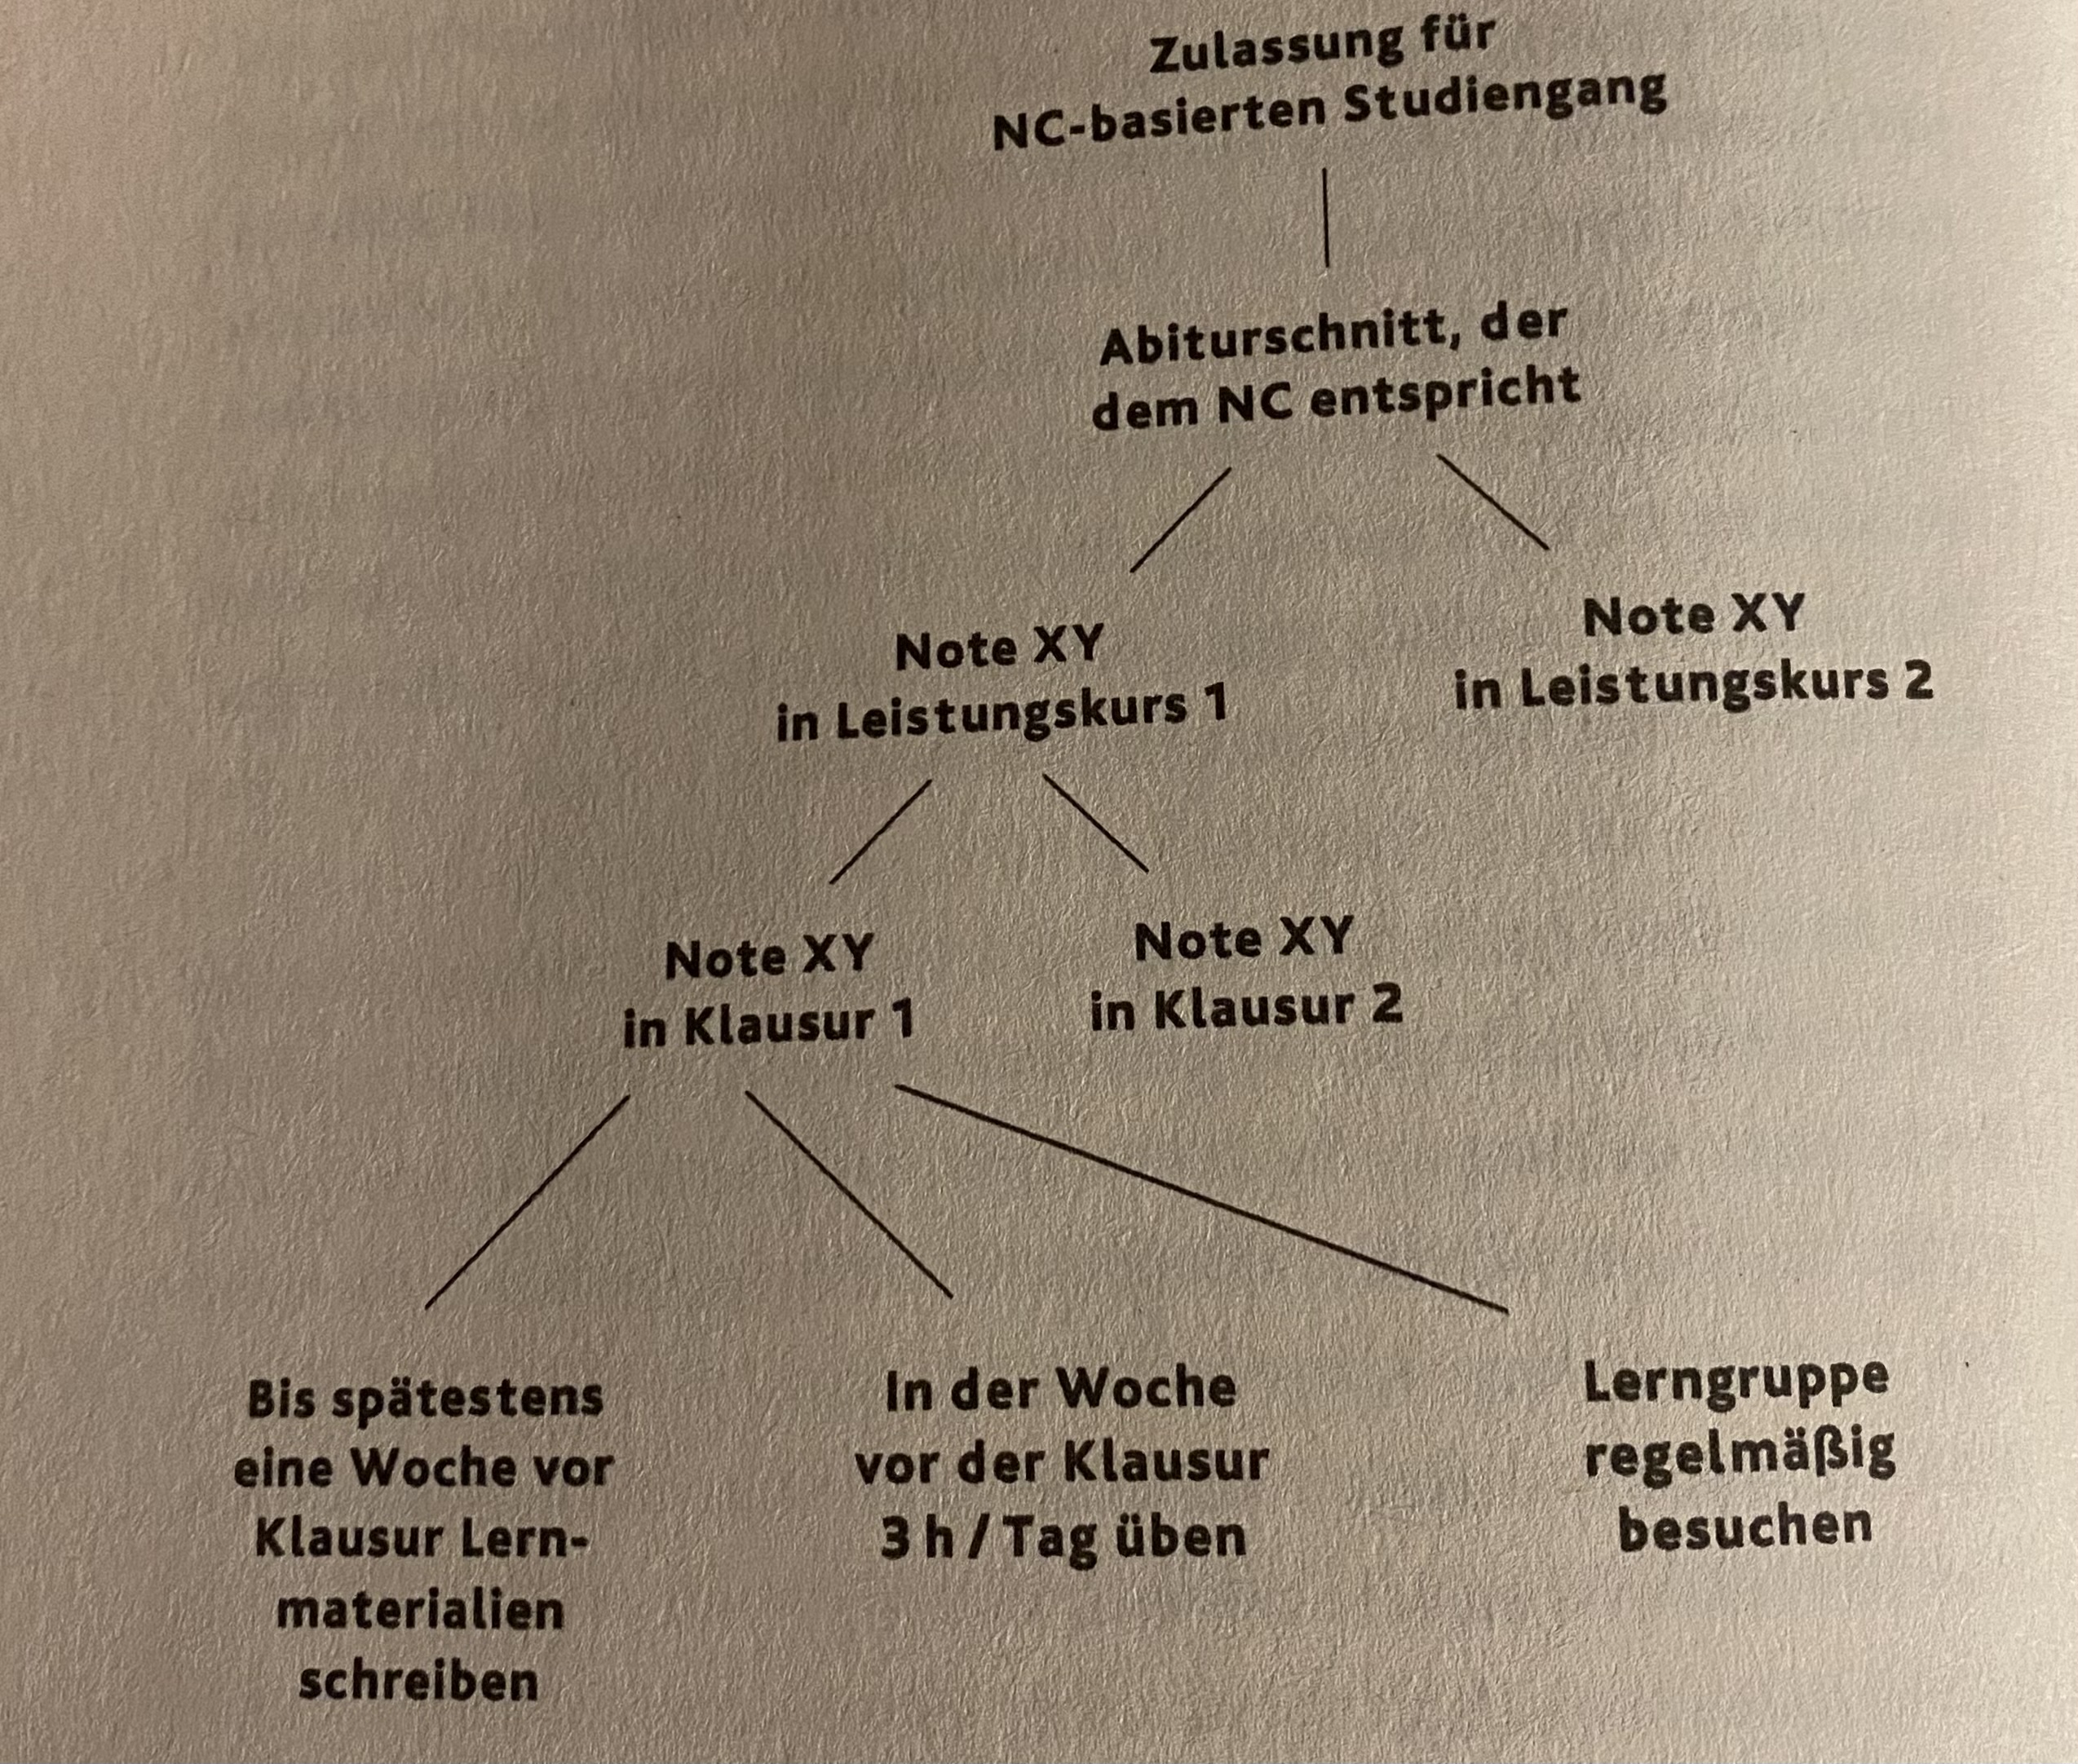 Zulassung für
NC-basierten Studiengang
Abiturschnitt, der
dem NC entspricht
Note XY
in Leistungskurs 1
Note XY
in Leistungskurs 2
Note XY
in Klausur 1
Note XY
in Klausur 2
Bis spätestens
eine Woche vor
Klausur Lern-
materialien
schreiben
In der Woche
vor der Klausur
3 h / Tag üben
Lerngruppe
regelmäßig
besuchen